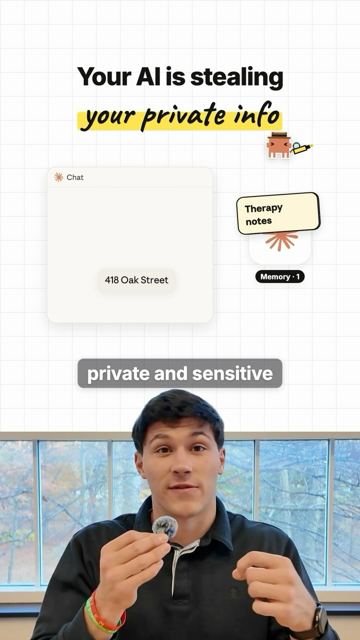 Your AI is stealing
your private info
Chat
Therapy
notes
418 Oak Street
Memory · 1
private and sensitive